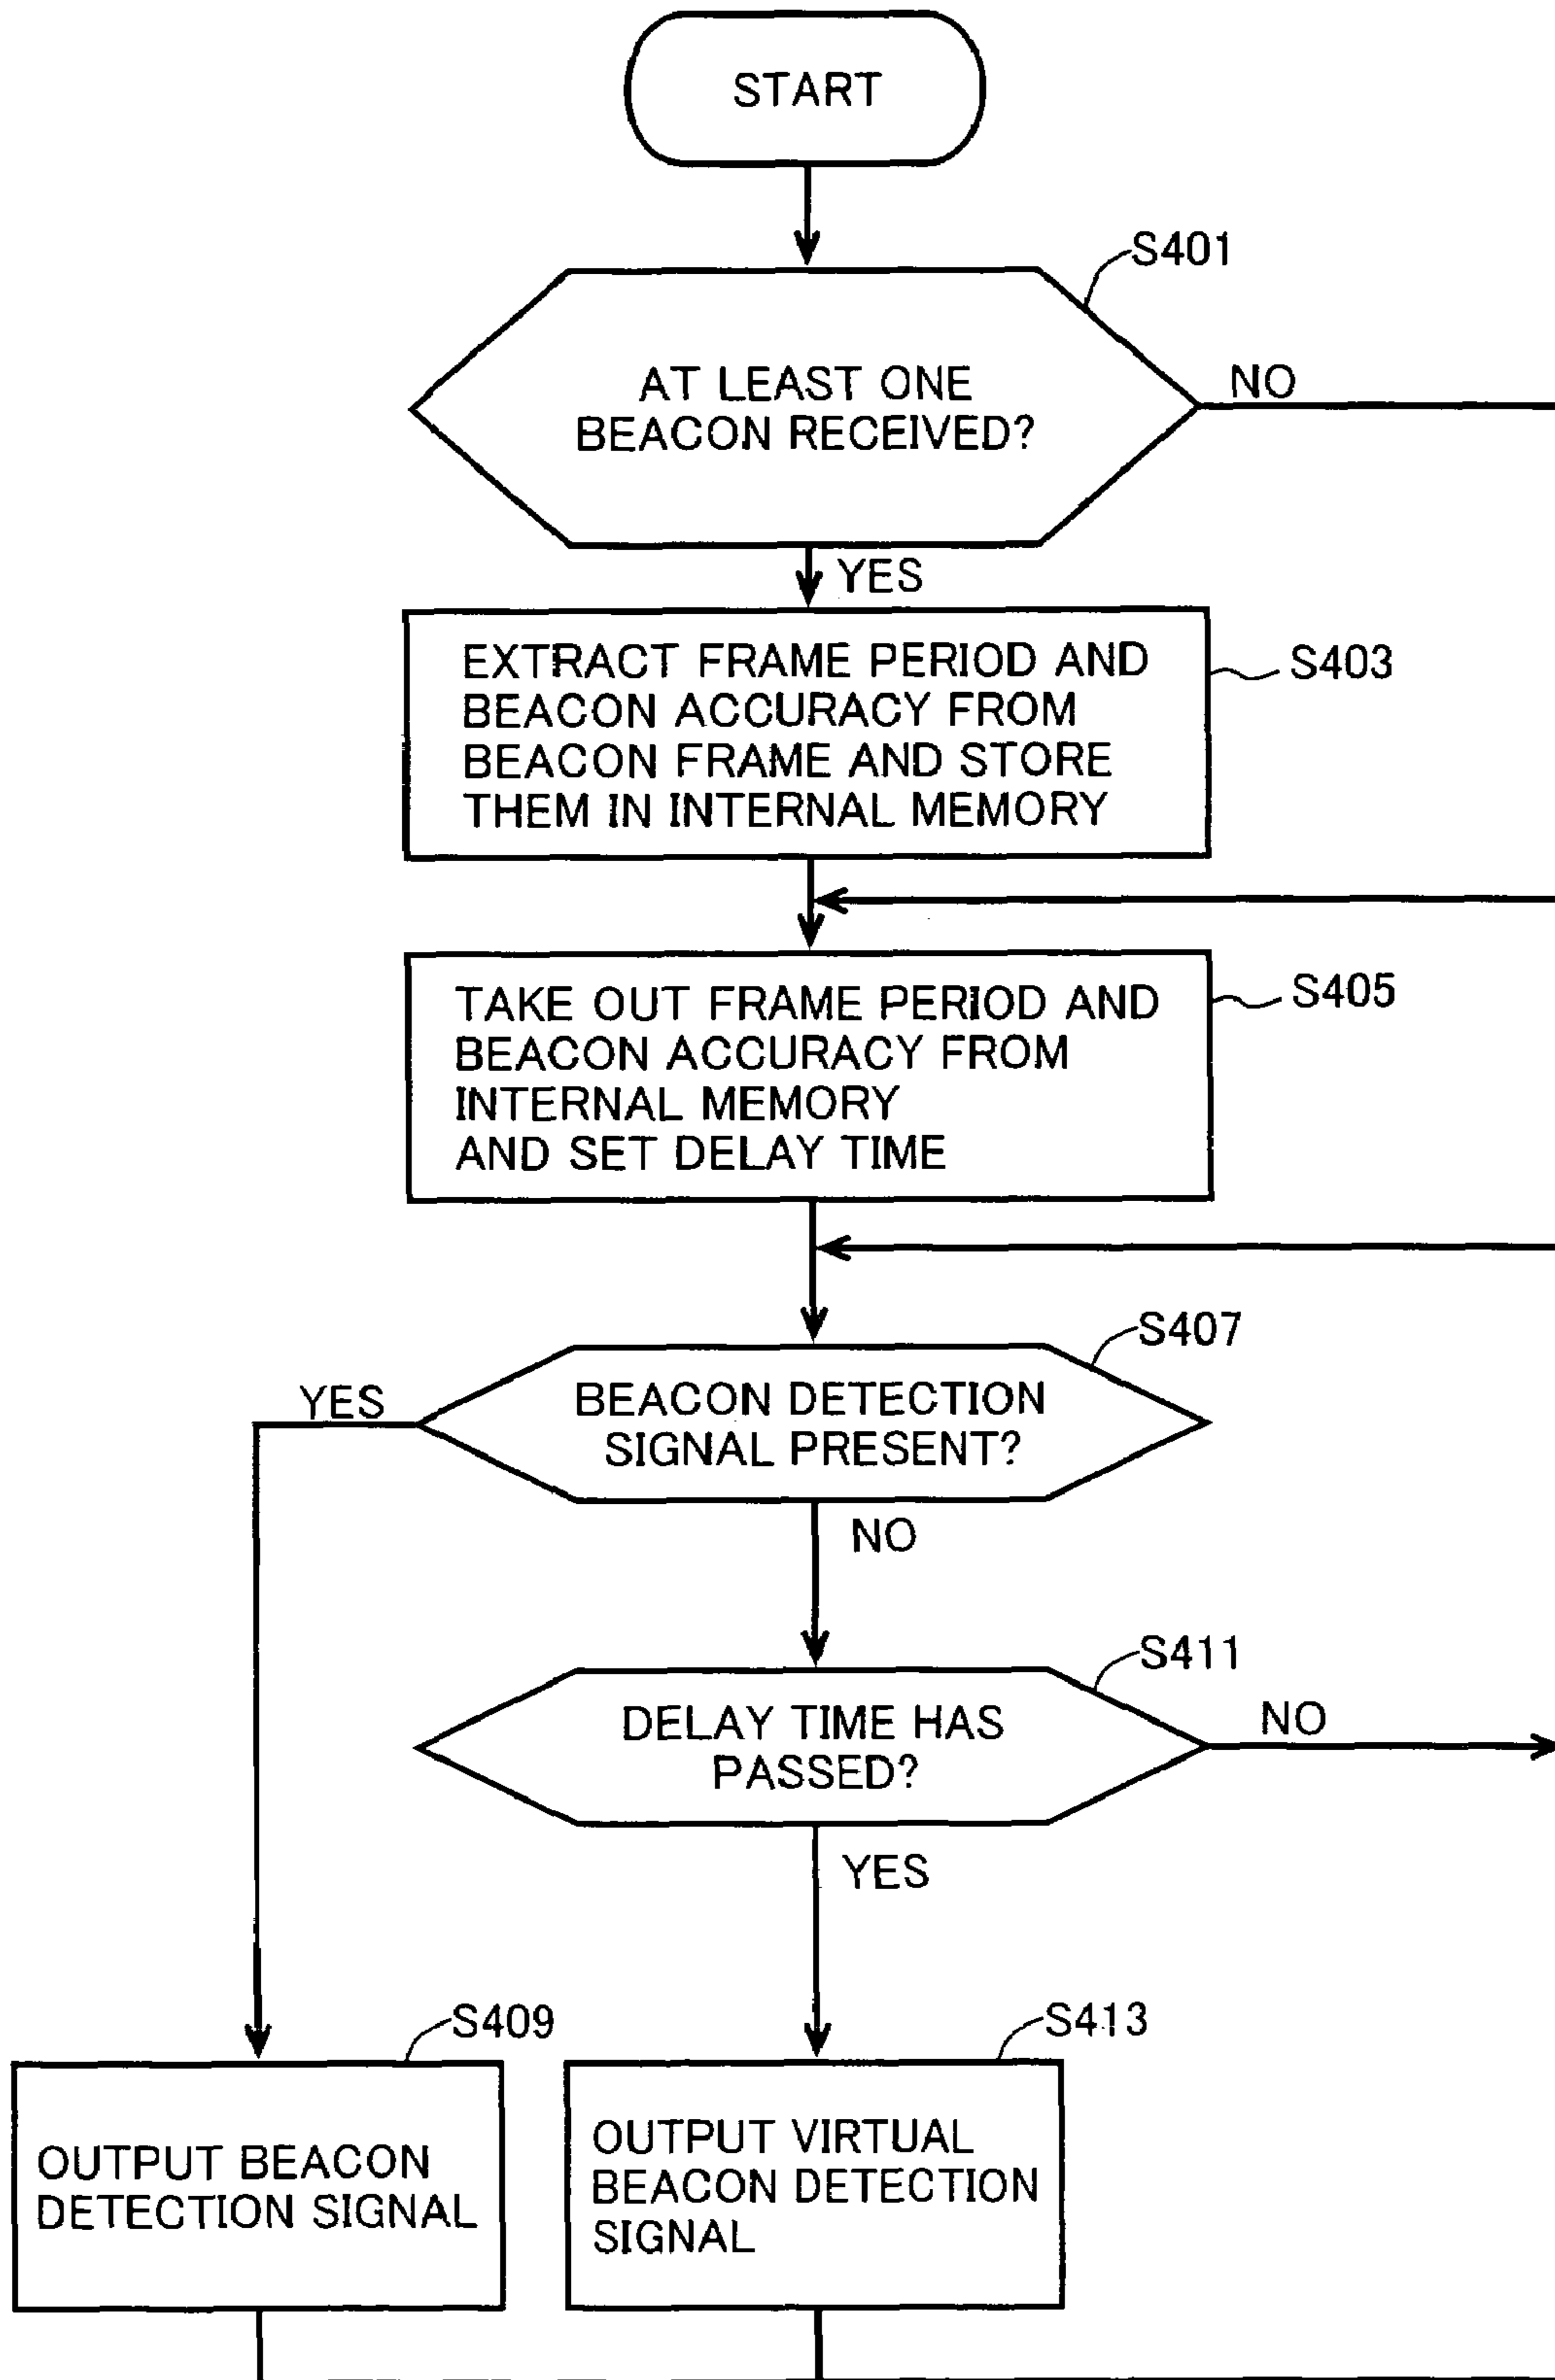 START
S401
AT LEAST ONE
BEACON RECEIVED?
NO
YES
EXTRACT FRAME PERIOD AND
BEACON ACCURACY FROM
BEACON FRAME AND STORE
THEM IN INTERNAL MEMORY
S403
TAKE OUT FRAME PERIOD AND
BEACON ACCURACY FROM
INTERNAL MEMORY
AND SET DELAY TIME
S405
S407
YES
BEACON DETECTION
SIGNAL PRESENT?
NO
S411
DELAY TIME HAS
PASSED?
NO
YES
S409
S413
OUTPUT BEACON
DETECTION SIGNAL
OUTPUT VIRTUAL
BEACON DETECTION
SIGNAL